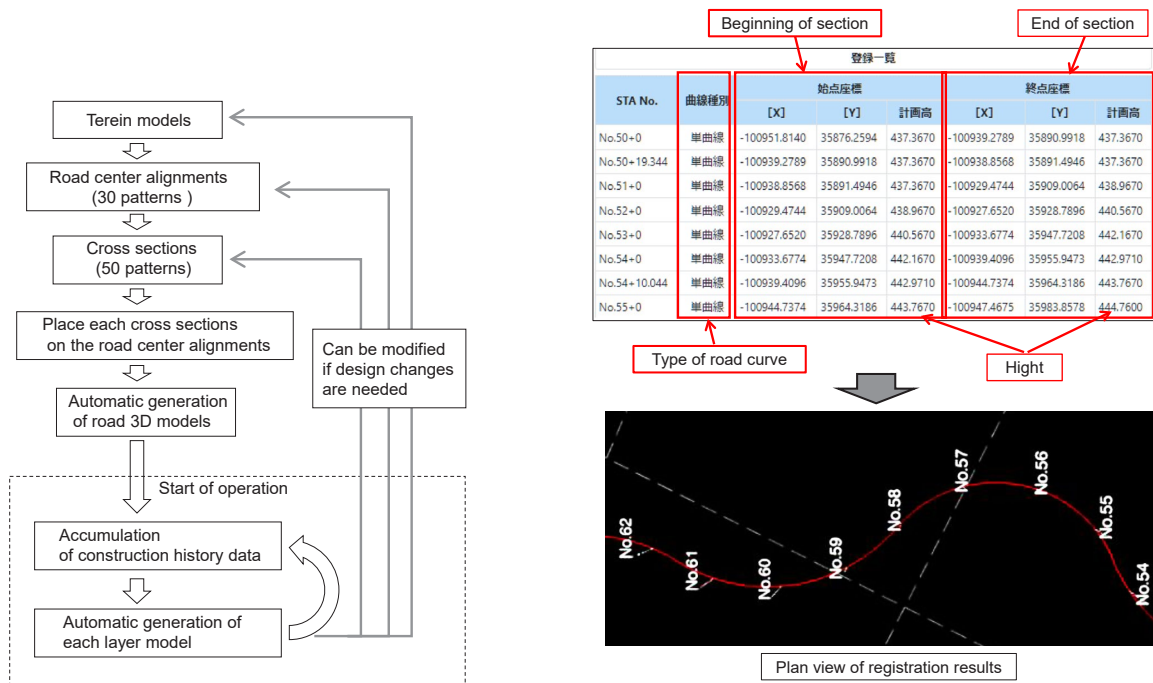 Terein models
Road center alignments
(30 patterns )
Cross sections
(50 patterns)
Place each cross sections
on the road center alignments
Automatic generation
of road 3D models
Can be modified
if design changes
are needed
Start of operation
Accumulation
of construction history data
Automatic generation of
each layer model
Beginning of section
End of section
登録一覧
STA No. 曲線種別 始点座標 終点座標
[X] [Y] 計画高 [X] [Y] 計画高
No.50+0 単曲線 -100951.8140 35876.2594 437.3670 -100939.2789 35890.9918 437.3670
No.50+19.344 単曲線 -100939.2789 35890.9918 437.3670 -100938.8568 35891.4946 437.3670
No.51+0 単曲線 -100938.8568 35891.4946 437.3670 -100929.4744 35909.0064 438.9670
No.52+0 単曲線 -100929.4744 35909.0064 438.9670 -100927.6520 35928.7896 440.5670
No.53+0 単曲線 -100927.6520 35928.7896 440.5670 -100933.6774 35947.7208 442.1670
No.54+0 単曲線 -100933.6774 35947.7208 442.1670 -100939.4096 35955.9473 442.9710
No.54+10.044 単曲線 -100939.4096 35955.9473 442.9710 -100944.7374 35964.3186 443.7670
No.55+0 単曲線 -100944.7374 35964.3186 443.7670 -100947.4675 35983.8578 444.7600
Type of road curve
Hight
No.62
No.61
No.60
No.59
No.58
No.57
No.56
No.55
No.54
Plan view of registration results